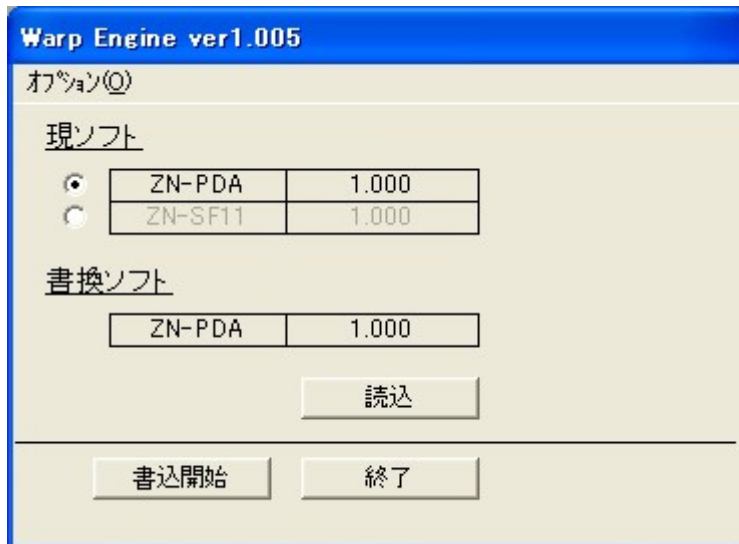 Warp Engine ver1.005
ｵﾌﾟｼｮﾝ(O)
現ソフト
ZN-PDA 1.000
ZN-SF11 1.000
書換ソフト
ZN-PDA 1.000
読込
書込開始 終了